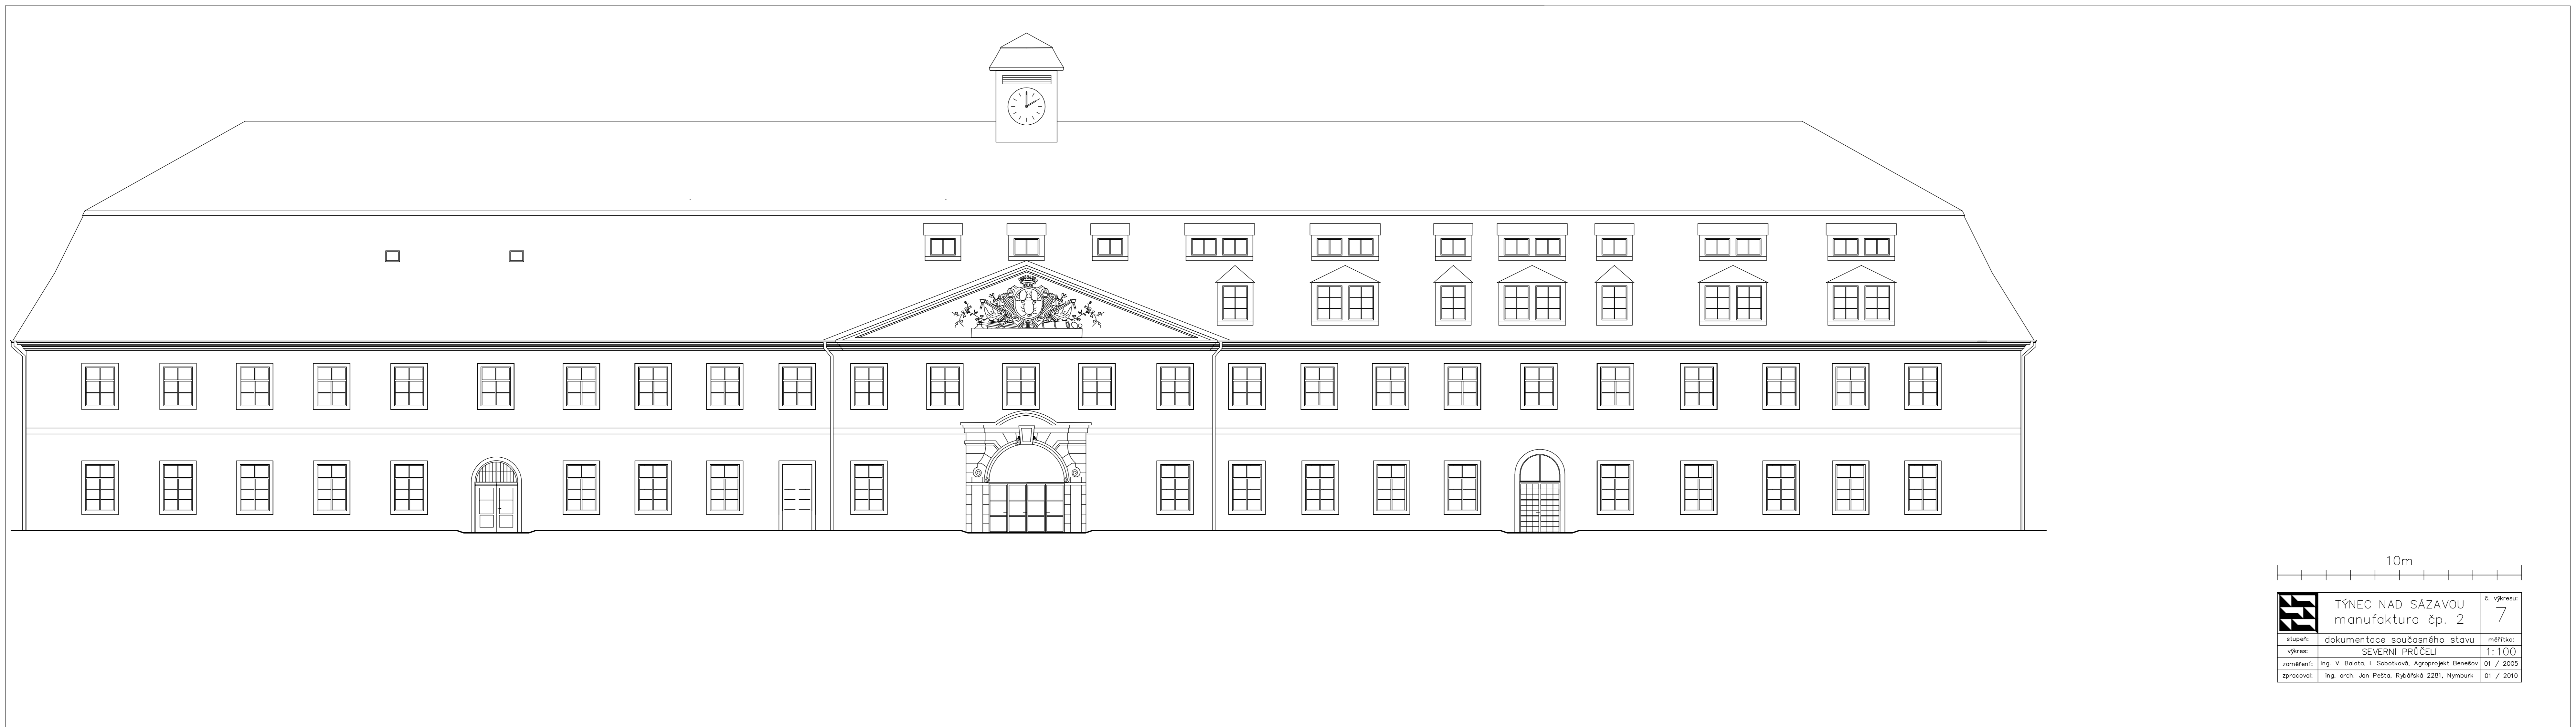 10m
TÝNEC NAD SÁZAVOU
manufaktura čp. 2
č. výkresu:
7
stupeň: dokumentace současného stavu měřítko:
výkres: SEVERNÍ PRŮČELÍ 1:100
zaměření: Ing. V. Balata, I. Sobotková, Agroprojekt Benešov 01 / 2005
zpracoval: ing. arch. Jan Pešta, Rybářská 2281, Nymburk 01 / 2010